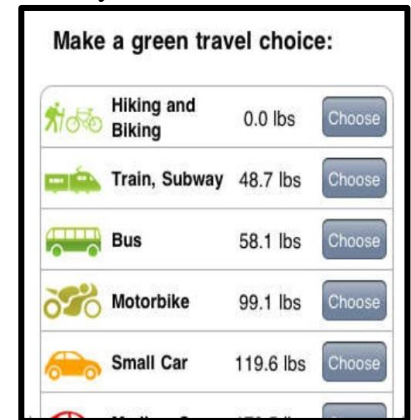 Make a green travel choice:
Hiking and
Biking
0.0 lbs
Choose
Train, Subway 48.7 lbs Choose
Bus 58.1 lbs Choose
Motorbike 99.1 lbs Choose
Small Car 119.6 lbs Choose